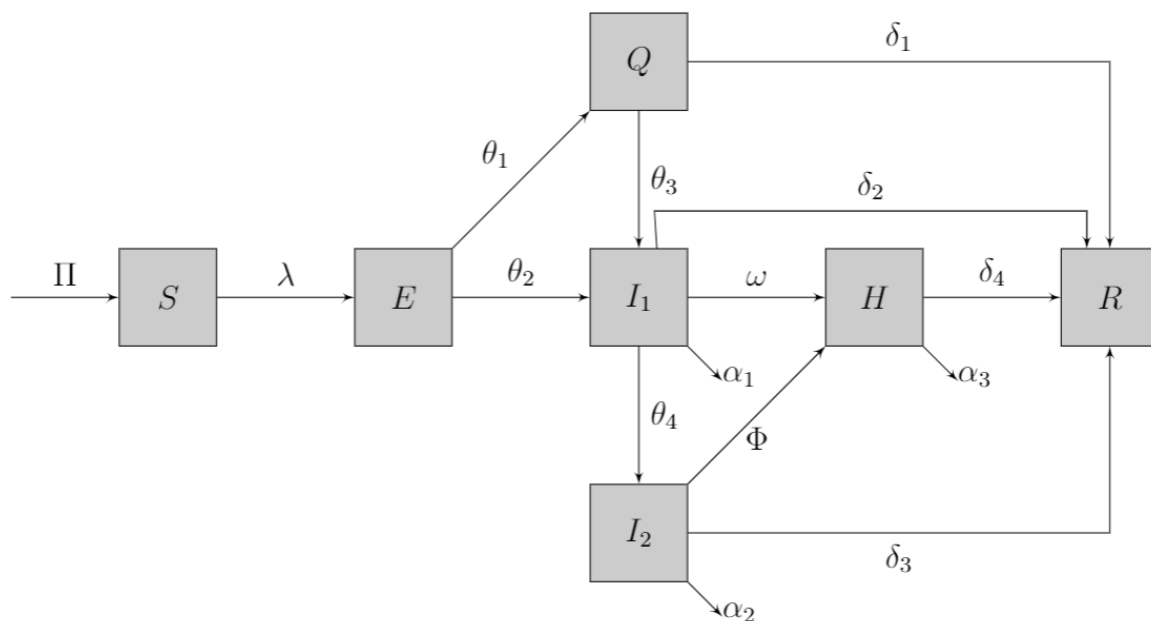 Q
δ₁
θ₁
θ₃
δ₂
Π
S
λ
E
θ₂
I₁
ω
H
δ₄
R
α₁
α₃
θ₄
Φ
I₂
δ₃
α₂